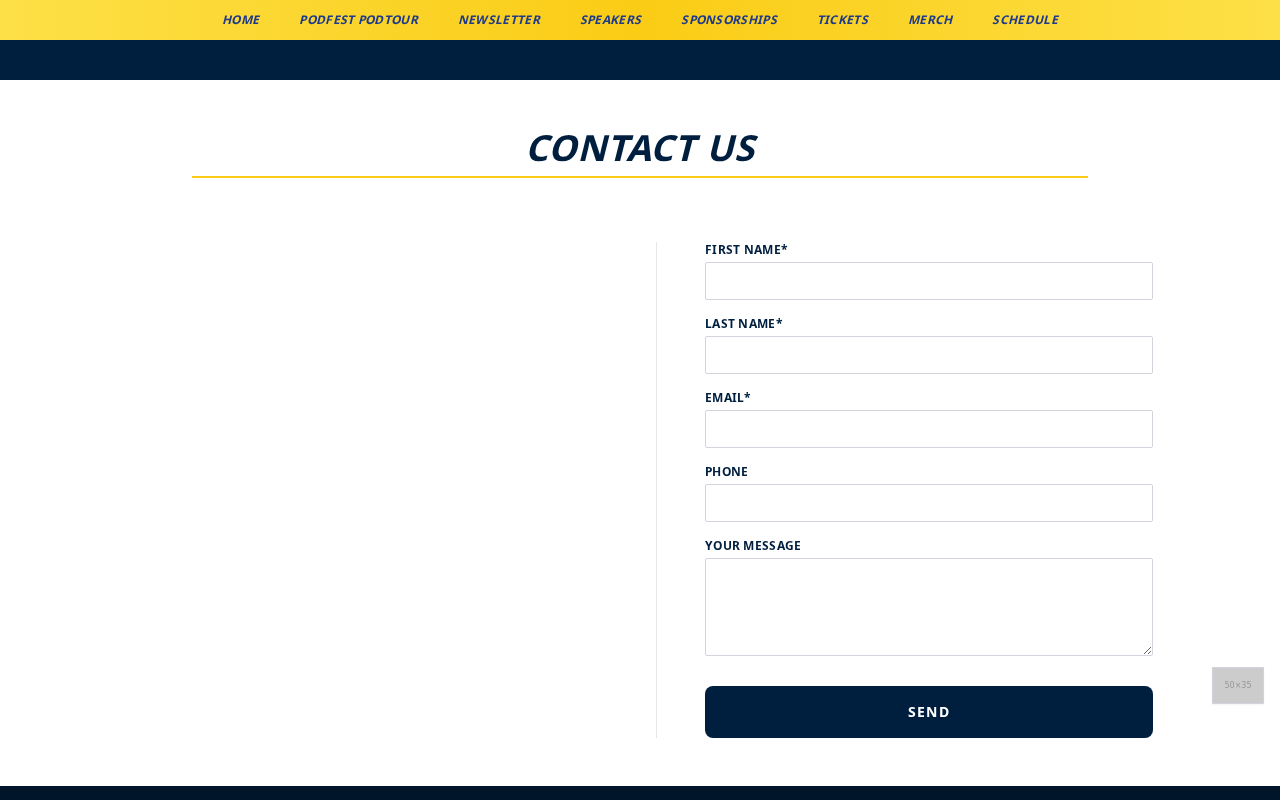 HOME PODFEST PODTOUR NEWSLETTER SPEAKERS SPONSORSHIPS TICKETS MERCH SCHEDULE
CONTACT US
FIRST NAME*
LAST NAME*
EMAIL*
PHONE
YOUR MESSAGE
50×35
SEND